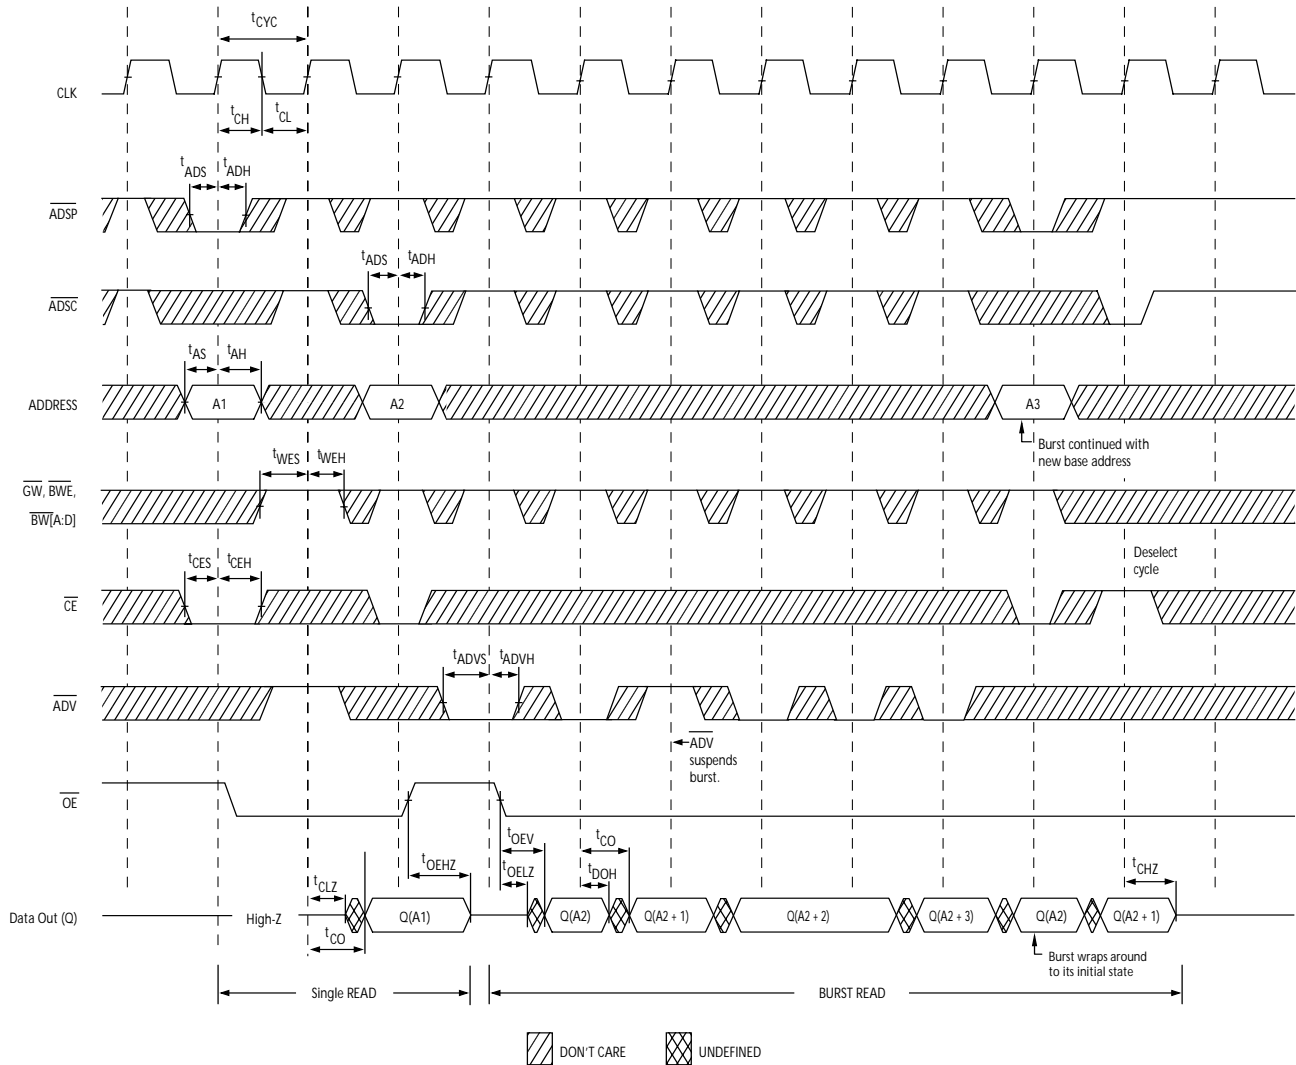 tCYC
CLK
tCH
tCL
tADS
tADH
ADSP
tADS
tADH
ADSC
tAS
tAH
ADDRESS
A1
A2
A3
Burst continued with
new base address
tWES
tWEH
GW, BWE,
BW[A:D]
Deselect
cycle
tCES
tCEH
CE
tADVS
tADVH
ADV
ADV
suspends
burst.
OE
tOEV
tCO
tOEHZ
tOELZ
tDOH
tCHZ
tCLZ
Data Out (Q)
High-Z
Q(A1)
Q(A2)
Q(A2 + 1)
Q(A2 + 2)
Q(A2 + 3)
Q(A2)
Q(A2 + 1)
tCO
Burst wraps around
to its initial state
Single READ
BURST READ
DON'T CARE
UNDEFINED